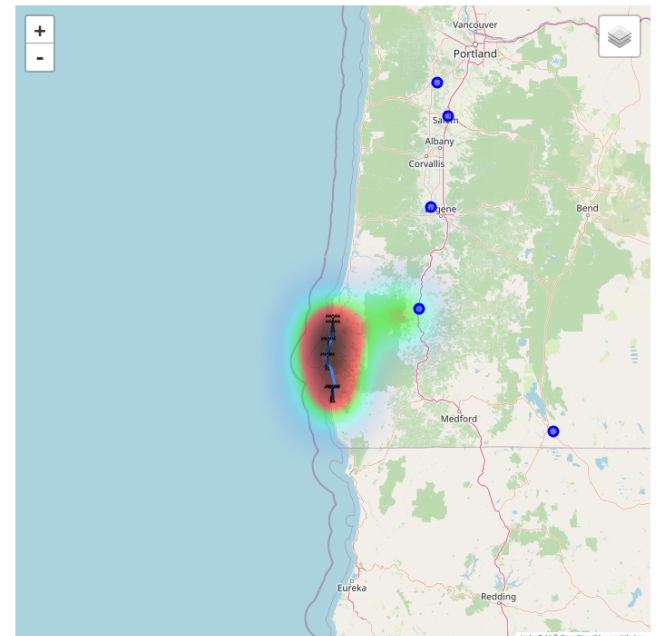 +
-
Vancouver
Portland
Salem
Albany
Corvallis
Eugene
Bend
Medford
Eureka
Redding